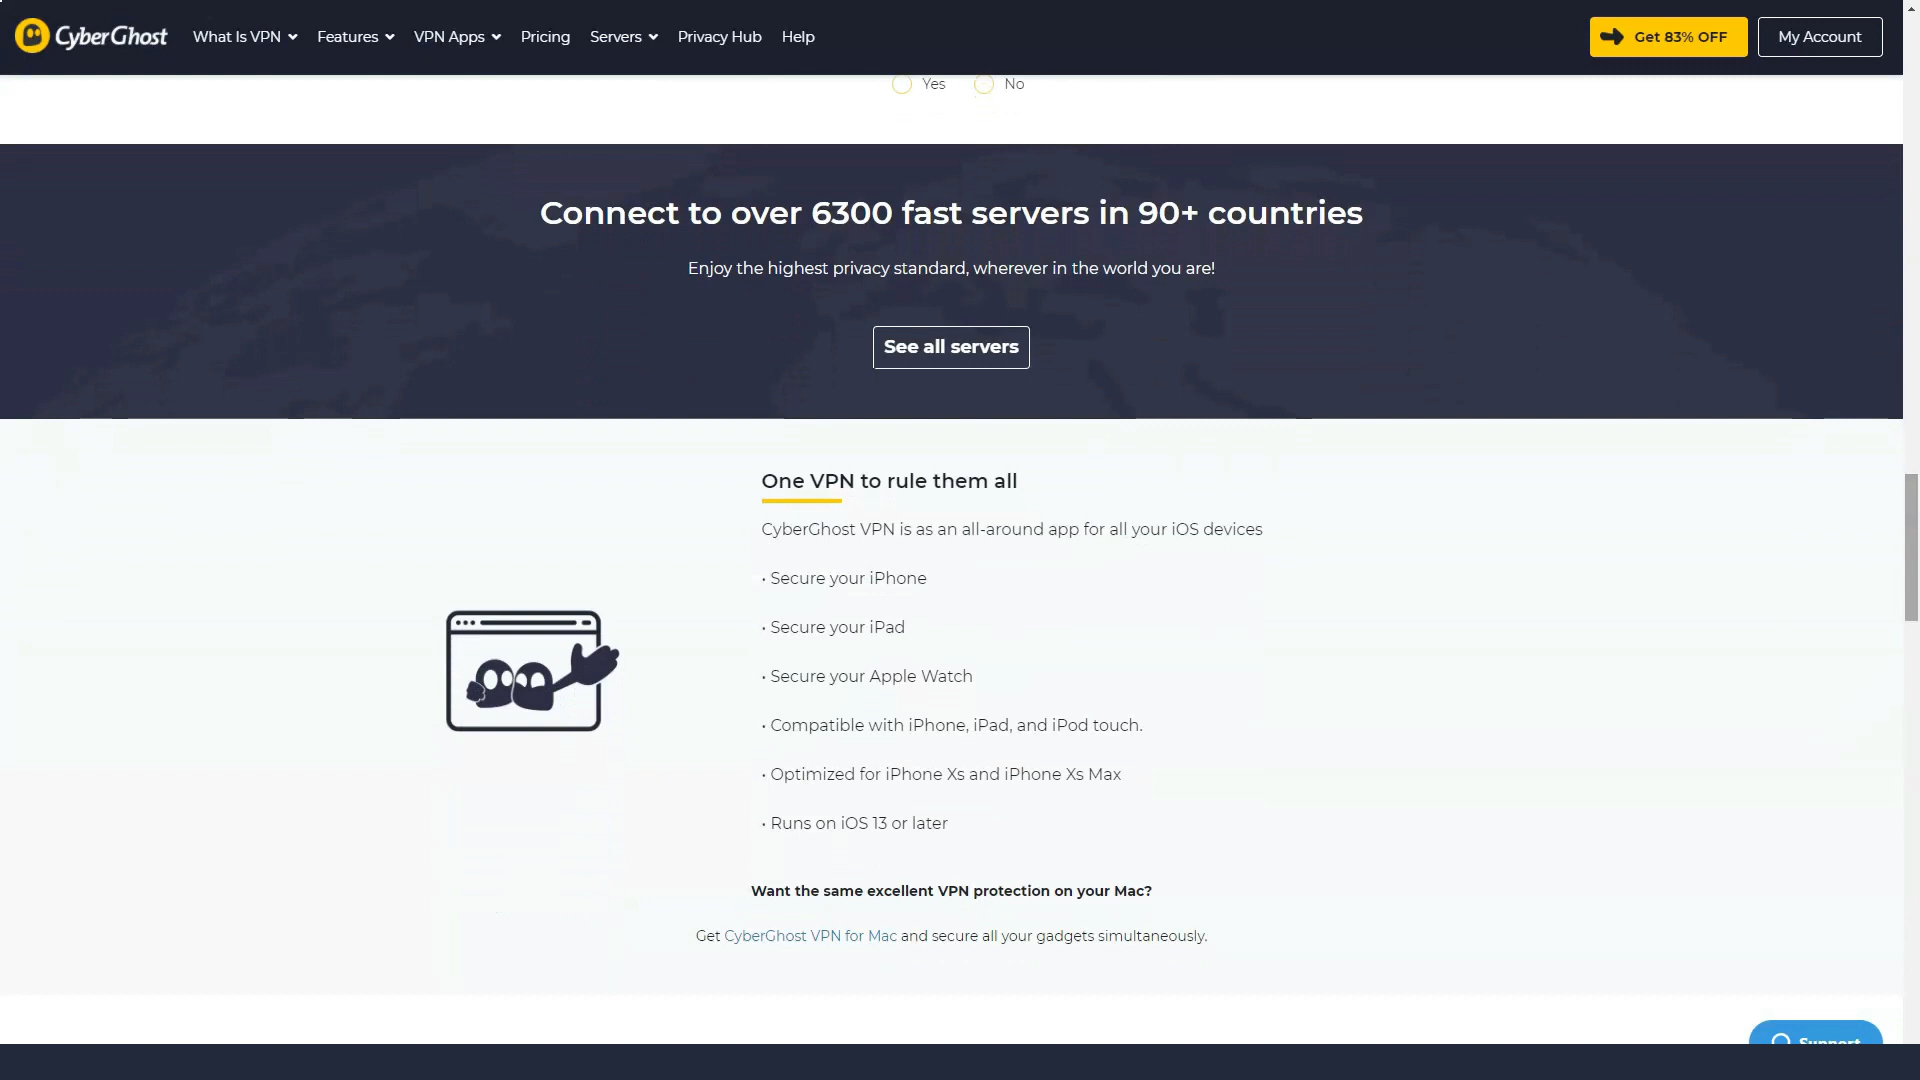 CyberGhost What Is VPN Features VPN Apps Pricing Servers Privacy Hub Help Get 83% OFF My Account
Yes No
Connect to over 6300 fast servers in 90+ countries
Enjoy the highest privacy standard, wherever in the world you are!
See all servers
One VPN to rule them all
CyberGhost VPN is as an all-around app for all your iOS devices
• Secure your iPhone
• Secure your iPad
• Secure your Apple Watch
• Compatible with iPhone, iPad, and iPod touch.
• Optimized for iPhone Xs and iPhone Xs Max
• Runs on iOS 13 or later
Want the same excellent VPN protection on your Mac?
Get CyberGhost VPN for Mac and secure all your gadgets simultaneously.
Support